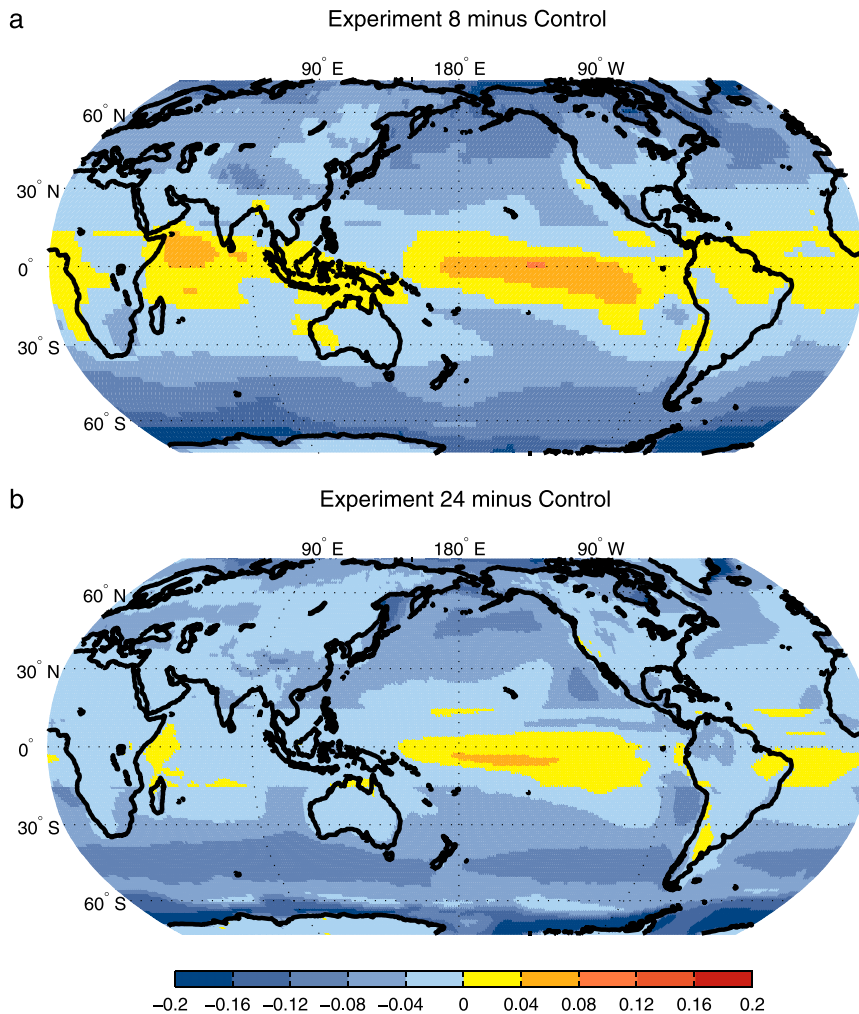 a
Experiment 8 minus Control
90° E 180° E 90° W
60° N
30° N
0°
30° S
60° S
b
Experiment 24 minus Control
90° E 180° E 90° W
60° N
30° N
0°
30° S
60° S
−0.2 −0.16 −0.12 −0.08 −0.04 0 0.04 0.08 0.12 0.16 0.2